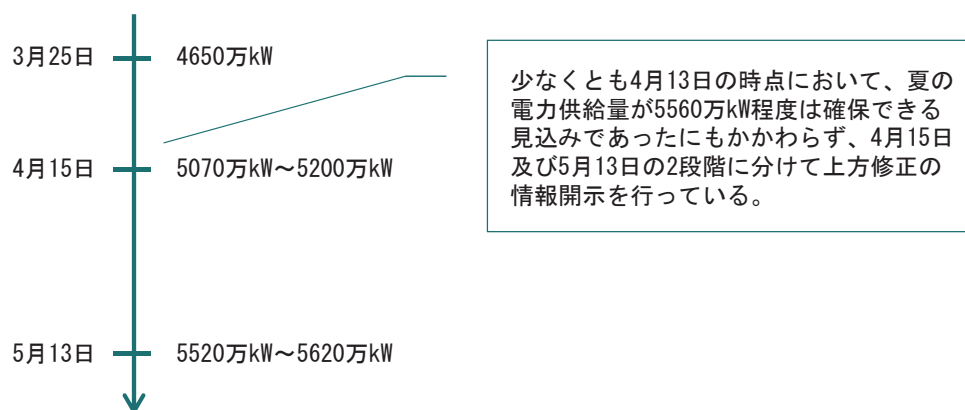 3月25日 4650万kW
少なくとも4月13日の時点において、夏の
電力供給量が5560万kW程度は確保できる
見込みであったにもかかわらず、4月15日
及び5月13日の2段階に分けて上方修正の
情報開示を行っている。
4月15日 5070万kW～5200万kW
5月13日 5520万kW～5620万kW